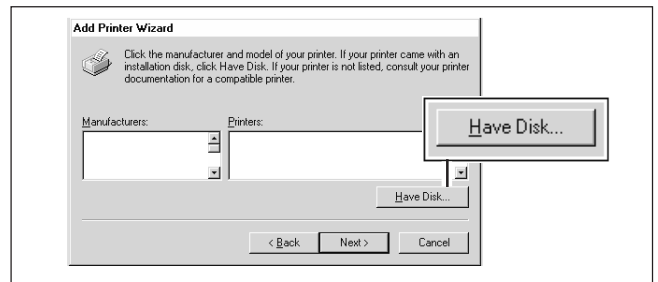 Add Printer Wizard
Click the manufacturer and model of your printer. If your printer came with an
installation disk, click Have Disk. If your printer is not listed, consult your printer
documentation for a compatible printer.
Manufacturers:
Printers:
Have Disk...
Have Disk...
< Back
Next >
Cancel